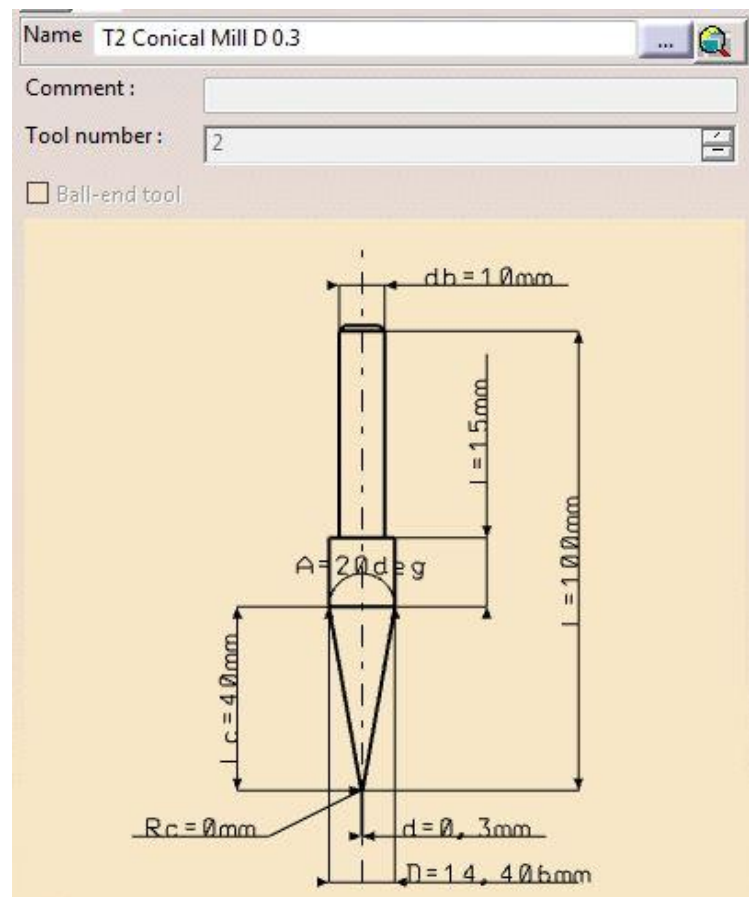 Name T2 Conical Mill D 0.3 ...
Comment :
Tool number : 2
Ball-end tool
db=10mm
l=15mm
A=20deg
L=100mm
Lc=40mm
Rc=0mm
d=0,3mm
D=14,406mm